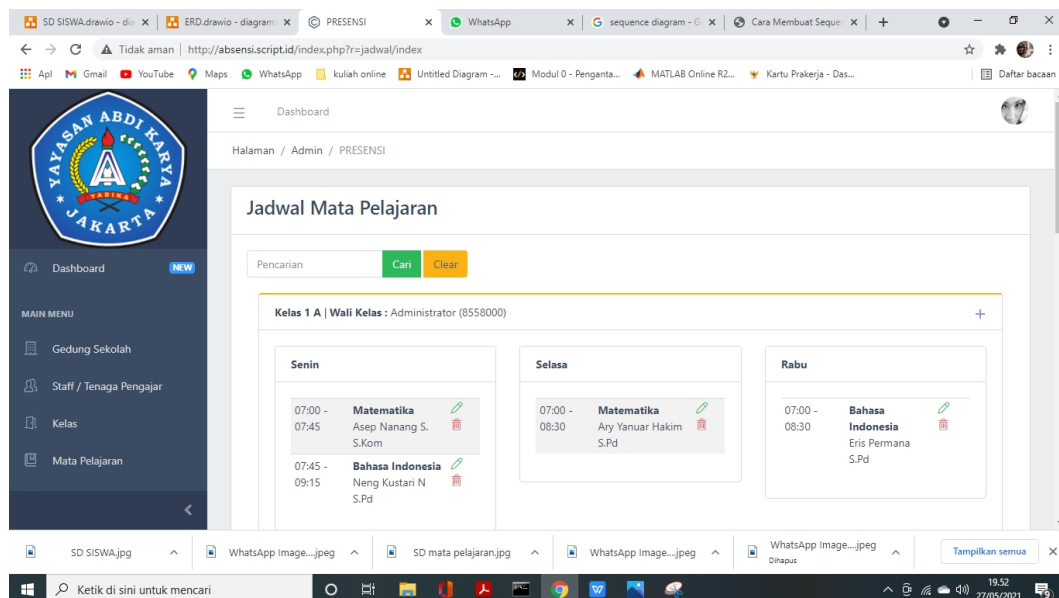 SD SISWA.drawio - dia
ERD.drawio - diagram
PRESENSI
WhatsApp
sequence diagram - G
Cara Membuat Seque
Tidak aman | http://absensi.script.id/index.php?r=jadwal/index
Apl
Gmail
YouTube
Maps
WhatsApp
kuliah online
Untitled Diagram -...
Modul 0 - Penganta...
MATLAB Online R2...
Kartu Prakerja - Das...
Daftar bacaan
YAYASAN ABDI KARYA
YADIKA
* JAKARTA *
Dashboard
NEW
MAIN MENU
Gedung Sekolah
Staff / Tenaga Pengajar
Kelas
Mata Pelajaran
Dashboard
Halaman / Admin / PRESENSI
Jadwal Mata Pelajaran
Pencarian
Cari
Clear
Kelas 1 A | Wali Kelas : Administrator (8558000)
Senin
07:00 - 
07:45
Matematika
Asep Nanang S.
S.Kom
07:45 -
09:15
Bahasa Indonesia
Neng Kustari N
S.Pd
Selasa
07:00 -
08:30
Matematika
Ary Yanuar Hakim
S.Pd
Rabu
07:00 -
08:30
Bahasa
Indonesia
Eris Permana
S.Pd
SD SISWA.jpg
WhatsApp Image....jpeg
SD mata pelajaran.jpg
WhatsApp Image....jpeg
WhatsApp Image....jpeg
Dihapus
Tampilkan semua
Ketik di sini untuk mencari
19.52
27/05/2021